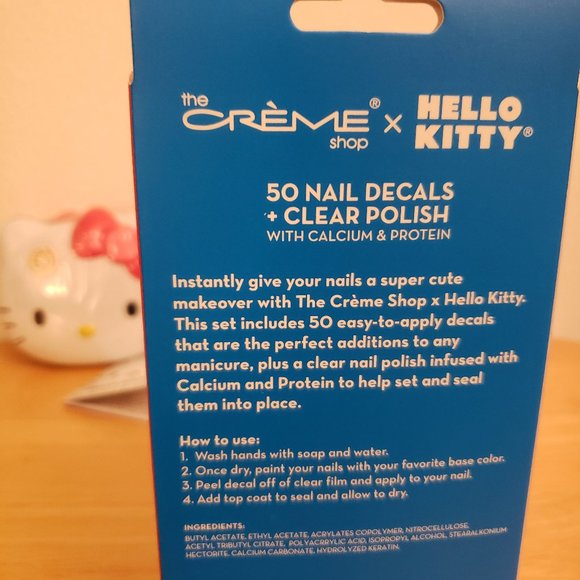 the
CRÈME® x HELLO
shop KITTY®
50 NAIL DECALS
+ CLEAR POLISH
WITH CALCIUM & PROTEIN
Instantly give your nails a super cute
makeover with The Crème Shop x Hello Kitty.
This set includes 50 easy-to-apply decals
that are the perfect additions to any
manicure, plus a clear nail polish infused with
Calcium and Protein to help set and seal
them into place.
How to use:
1. Wash hands with soap and water.
2. Once dry, paint your nails with your favorite base color.
3. Peel decal off of clear film and apply to your nail.
4. Add top coat to seal and allow to dry.
INGREDIENTS:
BUTYL ACETATE, ETHYL ACETATE, ACRYLATES COPOLYMER, NITROCELLULOSE,
ACETYL TRIBUTYL CITRATE, POLYACRRYLIC ACID, ISOPROPYL ALCOHOL, STEARALKONIUM
HECTORITE, CALCIUM CARBONATE, HYDROLYZED KERATIN.